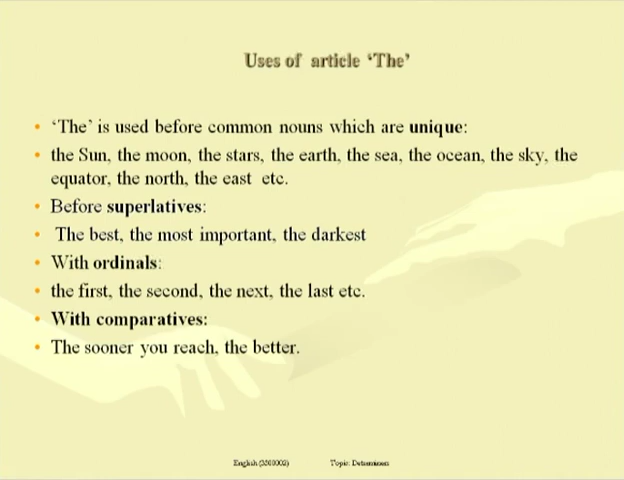 Uses of article ‘The’
• ‘The’ is used before common nouns which are unique:
• the Sun, the moon, the stars, the earth, the sea, the ocean, the sky, the
equator, the north, the east etc.
• Before superlatives:
• The best, the most important, the darkest
• With ordinals:
• the first, the second, the next, the last etc.
• With comparatives:
• The sooner you reach, the better.
Topic: Determiners